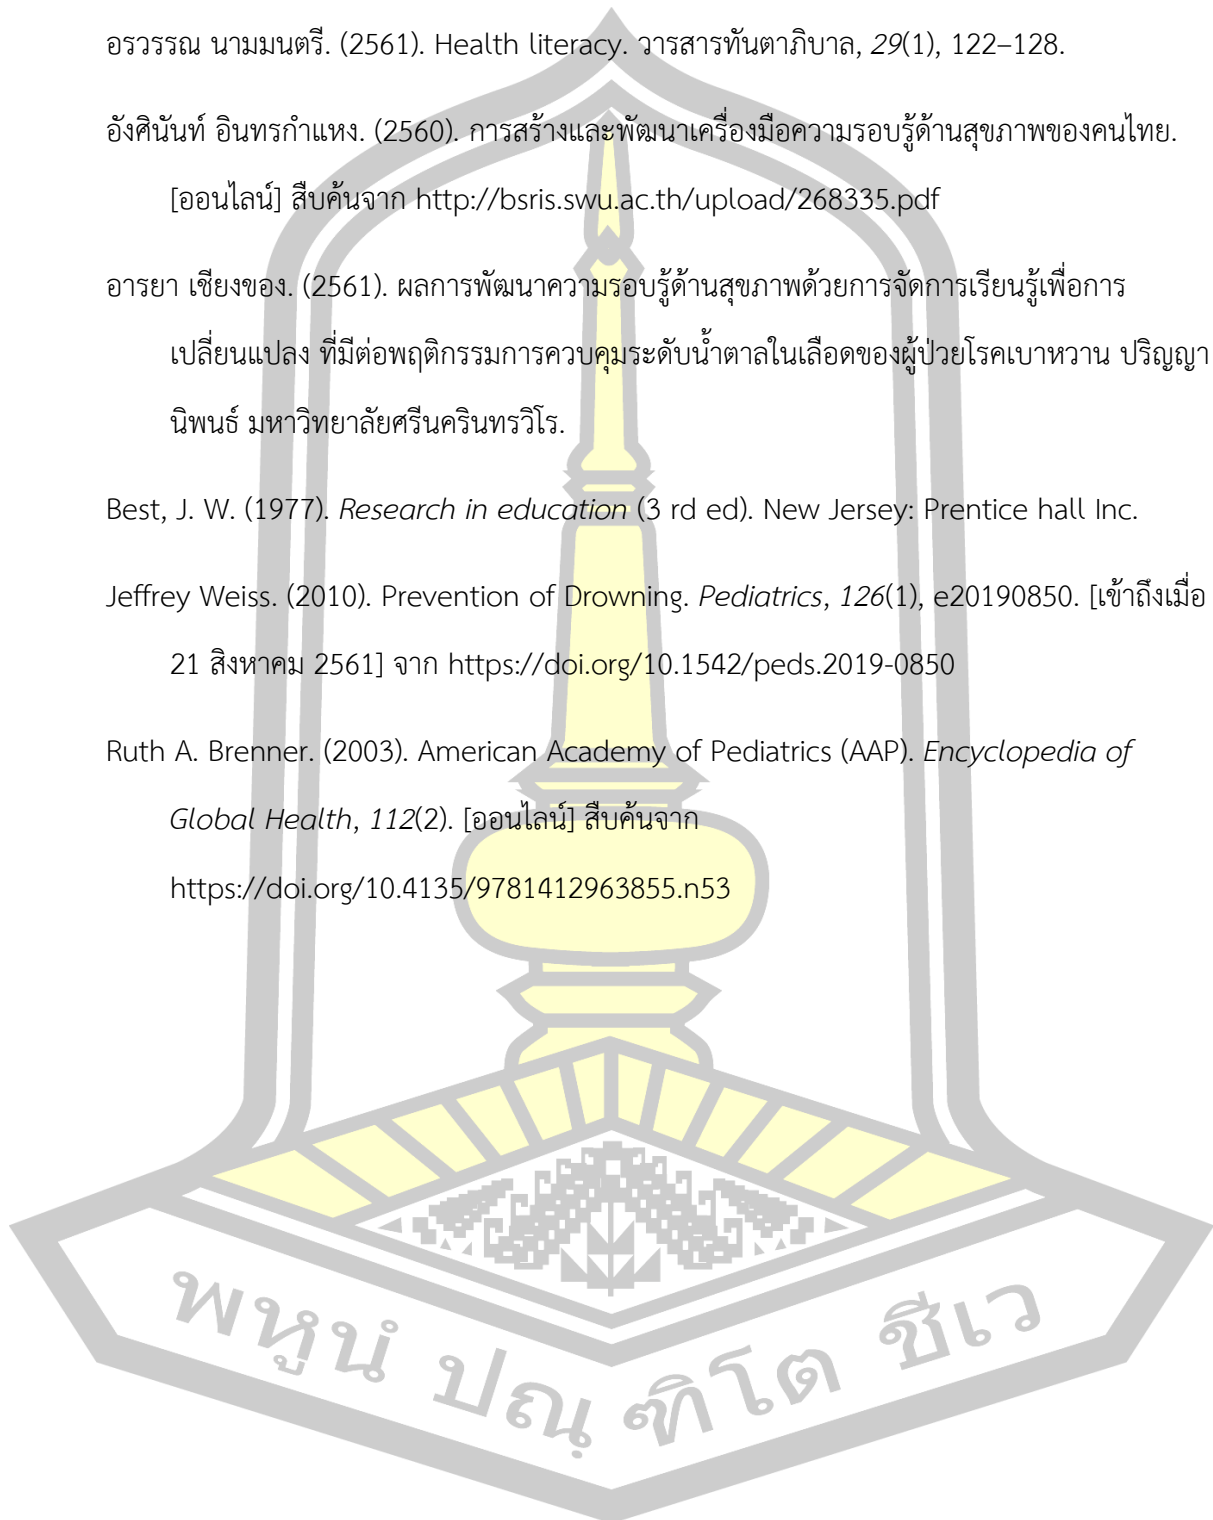 อรวรรณ นามมนตรี. (2561). Health literacy. วารสารทันตาภิบาล, 29(1), 122–128.
อังศินันท์ อินทรกำแหง. (2560). การสร้างและพัฒนาเครื่องมือความรอบรู้ด้านสุขภาพของคนไทย.
[ออนไลน์] สืบค้นจาก http://bsris.swu.ac.th/upload/268335.pdf
อารยา เชียงของ. (2561). ผลการพัฒนาความรอบรู้ด้านสุขภาพด้วยการจัดการเรียนรู้เพื่อการ
เปลี่ยนแปลง ที่มีต่อพฤติกรรมการควบคุมระดับน้ำตาลในเลือดของผู้ป่วยโรคเบาหวาน ปริญญา
นิพนธ์ มหาวิทยาลัยศรีนครินทรวิโร.
Best, J. W. (1977). Research in education (3 rd ed). New Jersey: Prentice hall Inc.
Jeffrey Weiss. (2010). Prevention of Drowning. Pediatrics, 126(1), e20190850. [เข้าถึงเมื่อ
21 สิงหาคม 2561] จาก https://doi.org/10.1542/peds.2019-0850
Ruth A. Brenner. (2003). American Academy of Pediatrics (AAP). Encyclopedia of
Global Health, 112(2). [ออนไลน์] สืบค้นจาก
https://doi.org/10.4135/9781412963855.n53
พหูนํ ปณฺฑิโต ชีเว